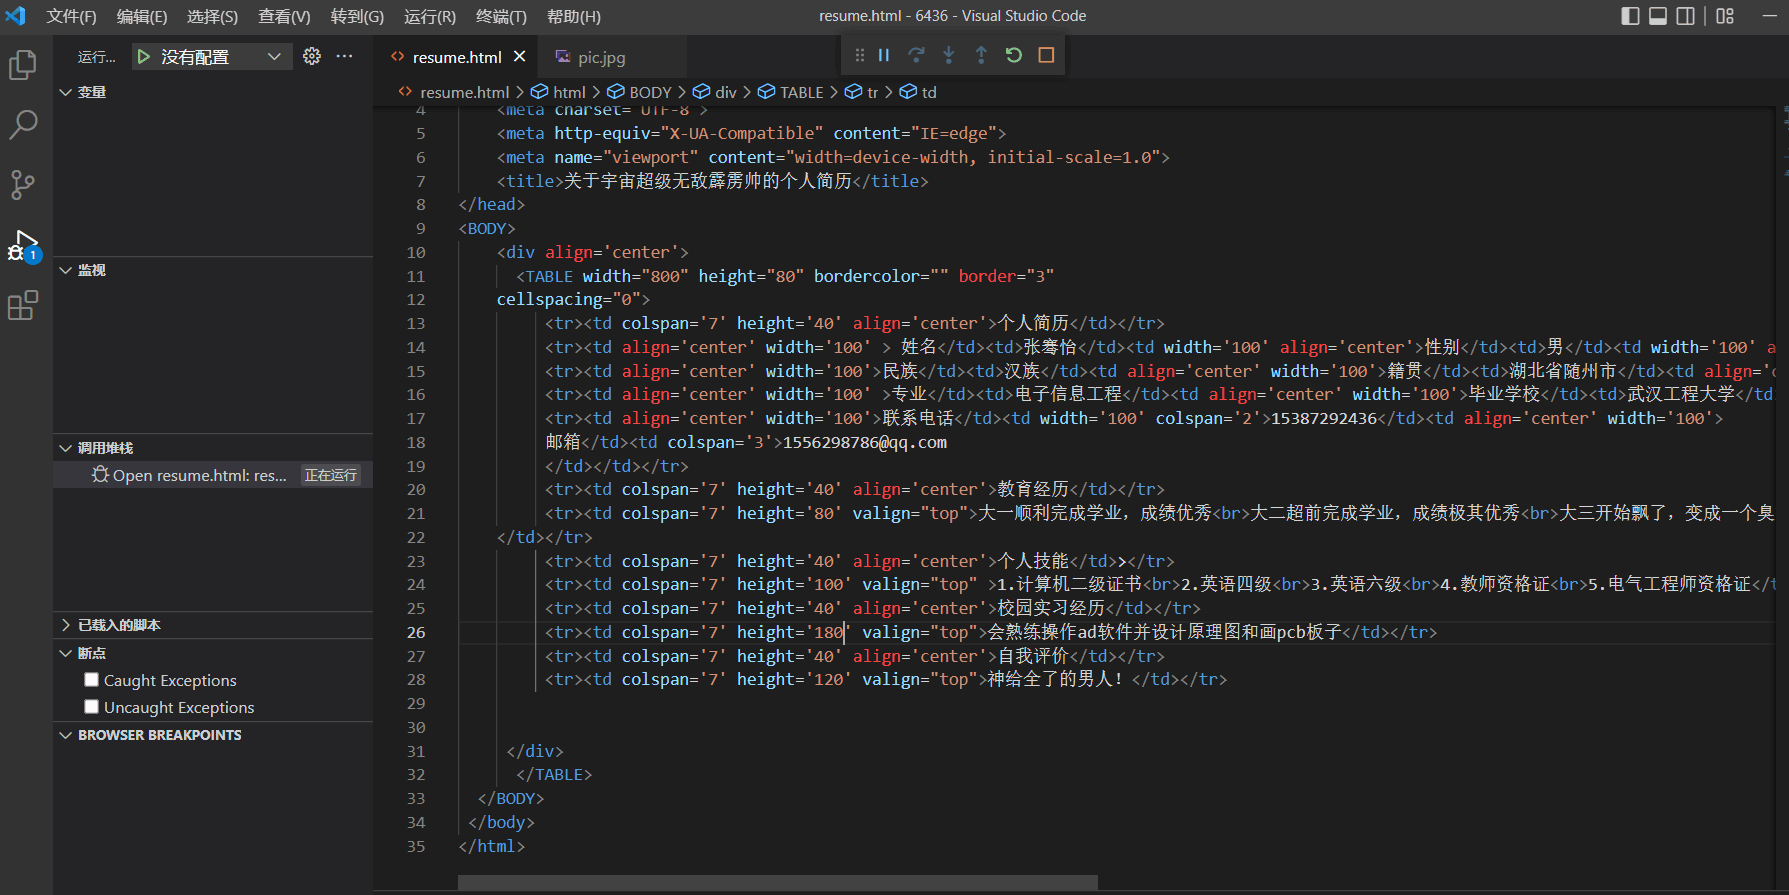 文件(F) 编辑(E) 选择(S) 查看(V) 转到(G) 运行(R) 终端(T) 帮助(H) resume.html - 6436 - Visual Studio Code
运行... 没有配置 ...
变量
监视
调用堆栈
Open resume.html: res... 正在运行
已载入的脚本
断点
Caught Exceptions
Uncaught Exceptions
BROWSER BREAKPOINTS
1
resume.html pic.jpg
resume.html > html > BODY > div > TABLE > tr > td
4 <meta charset="UTF-8">
5 <meta http-equiv="X-UA-Compatible" content="IE=edge">
6 <meta name="viewport" content="width=device-width, initial-scale=1.0">
7 <title>关于宇宙超级无敌霹雳帅的个人简历</title>
8 </head>
9 <BODY>
10 <div align='center'>
11 <TABLE width="800" height="80" bordercolor="" border="3"
12 cellspacing="0">
13 <tr><td colspan='7' height='40' align='center'>个人简历</td></tr>
14 <tr><td align='center' width='100' > 姓名</td><td>张骞怡</td><td width='100' align='center'>性别</td><td>男</td><td width='100' a
15 <tr><td align='center' width='100'>民族</td><td>汉族</td><td align='center' width='100'>籍贯</td><td>湖北省随州市</td><td align='c
16 <tr><td align='center' width='100' >专业</td><td>电子信息工程</td><td align='center' width='100'>毕业学校</td><td>武汉工程大学</td
17 <tr><td align='center' width='100'>联系电话</td><td width='100' colspan='2'>15387292436</td><td align='center' width='100'>
18 邮箱</td><td colspan='3'>1556298786@qq.com
19 </td></td></tr>
20 <tr><td colspan='7' height='40' align='center'>教育经历</td></tr>
21 <tr><td colspan='7' height='80' valign="top">大一顺利完成学业，成绩优秀<br>大二超前完成学业，成绩极其优秀<br>大三开始飘了，变成一个臭
22 </td></tr>
23 <tr><td colspan='7' height='40' align='center'>个人技能</td>></tr>
24 <tr><td colspan='7' height='100' valign="top" >1.计算机二级证书<br>2.英语四级<br>3.英语六级<br>4.教师资格证<br>5.电气工程师资格证</t
25 <tr><td colspan='7' height='40' align='center'>校园实习经历</td></tr>
26 <tr><td colspan='7' height='180' valign="top">会熟练操作ad软件并设计原理图和画pcb板子</td></tr>
27 <tr><td colspan='7' height='40' align='center'>自我评价</td></tr>
28 <tr><td colspan='7' height='120' valign="top">神给全了的男人！</td></tr>
29
30
31 </div>
32 </TABLE>
33 </BODY>
34 </body>
35 </html>